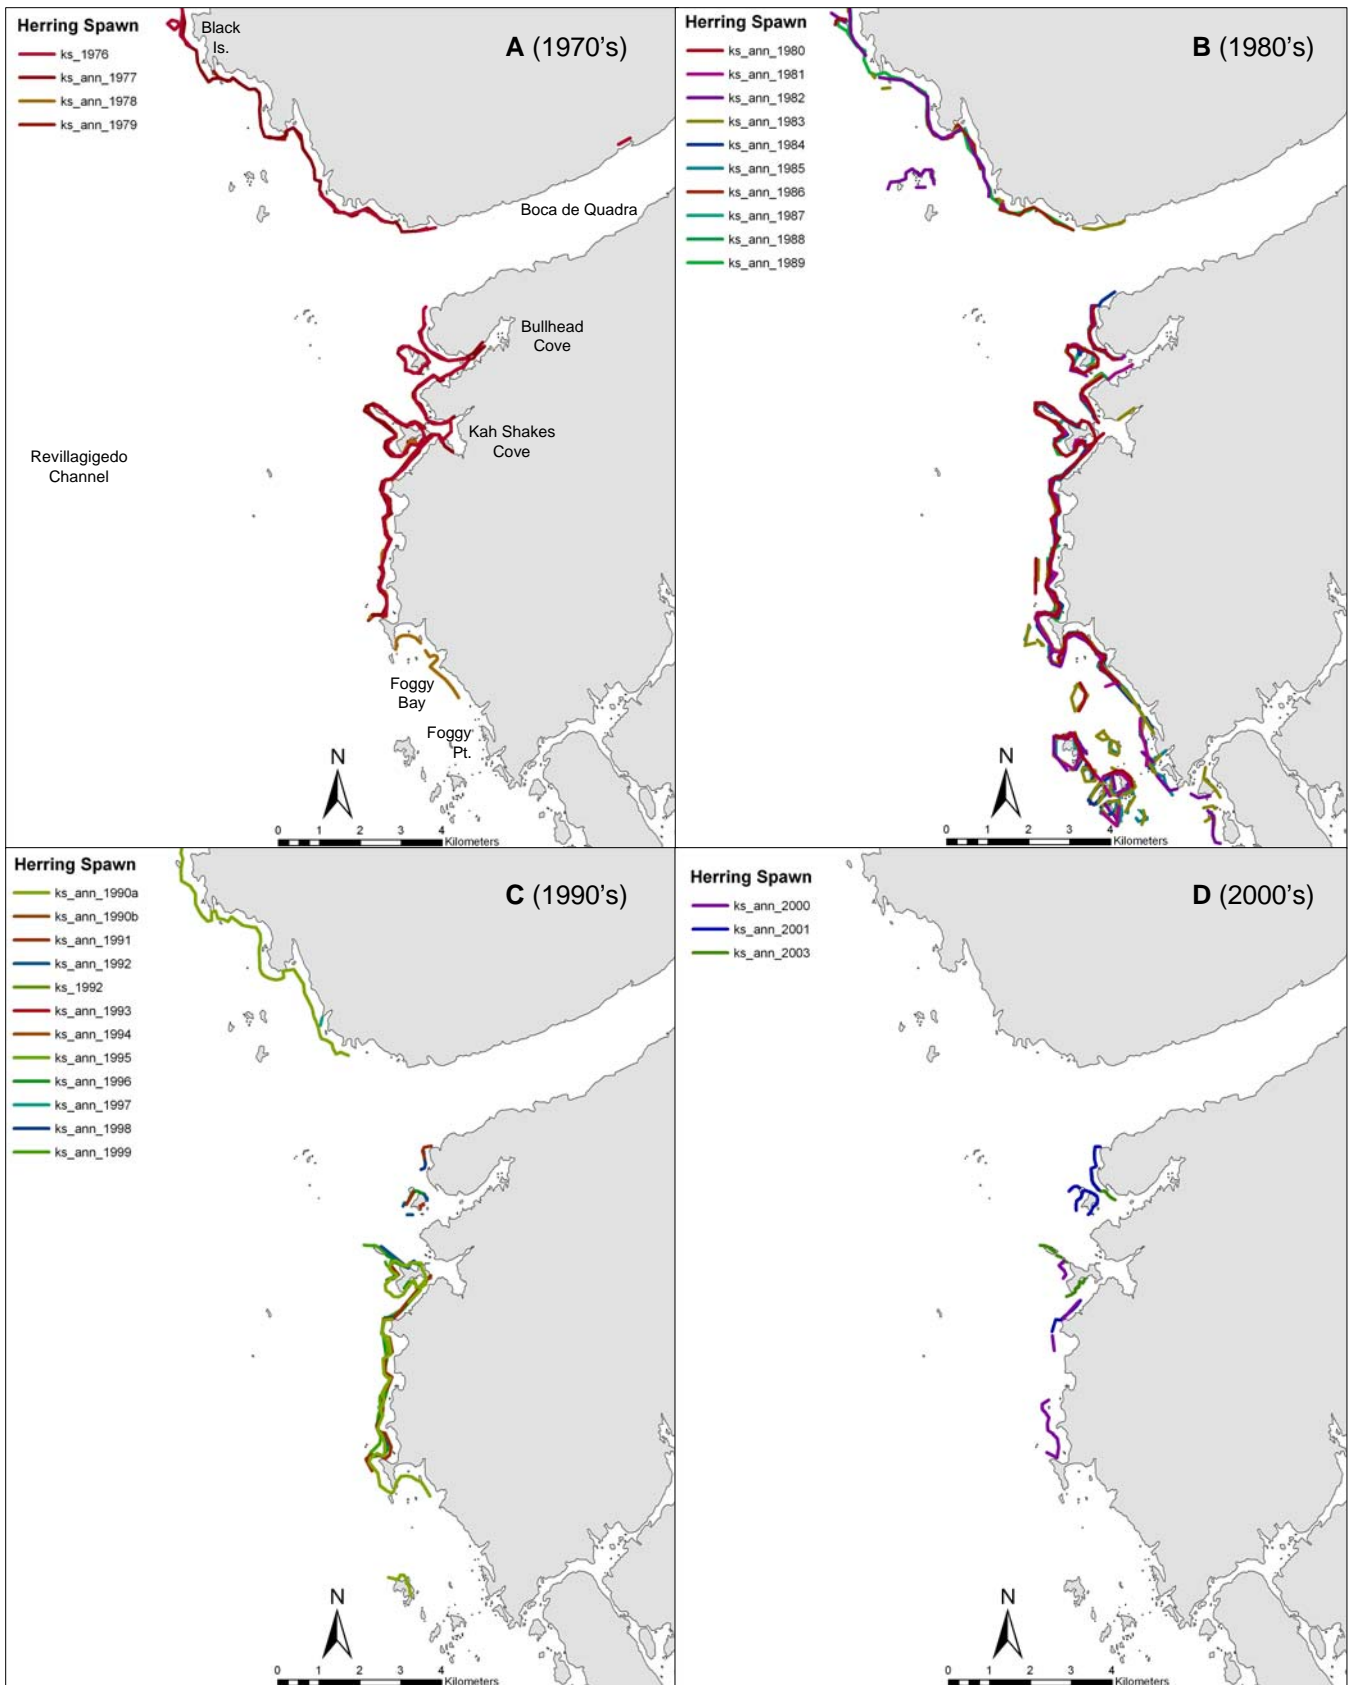 Herring Spawn
ks_1976
ks_ann_1977
ks_ann_1978
ks_ann_1979
Black
Is.
A (1970's)
Boca de Quadra
Bullhead
Cove
Kah Shakes
Cove
Revillagigedo
Channel
Foggy
Bay
Foggy
Pt.
N
0 1 2 3 4
Kilometers
Herring Spawn
ks_ann_1980
ks_ann_1981
ks_ann_1982
ks_ann_1983
ks_ann_1984
ks_ann_1985
ks_ann_1986
ks_ann_1987
ks_ann_1988
ks_ann_1989
B (1980's)
N
0 1 2 3 4
Kilometers
Herring Spawn
ks_ann_1990a
ks_ann_1990b
ks_ann_1991
ks_ann_1992
ks_1992
ks_ann_1993
ks_ann_1994
ks_ann_1995
ks_ann_1996
ks_ann_1997
ks_ann_1998
ks_ann_1999
C (1990's)
N
0 1 2 3 4
Kilometers
Herring Spawn
ks_ann_2000
ks_ann_2001
ks_ann_2003
D (2000's)
N
0 1 2 3 4
Kilometers